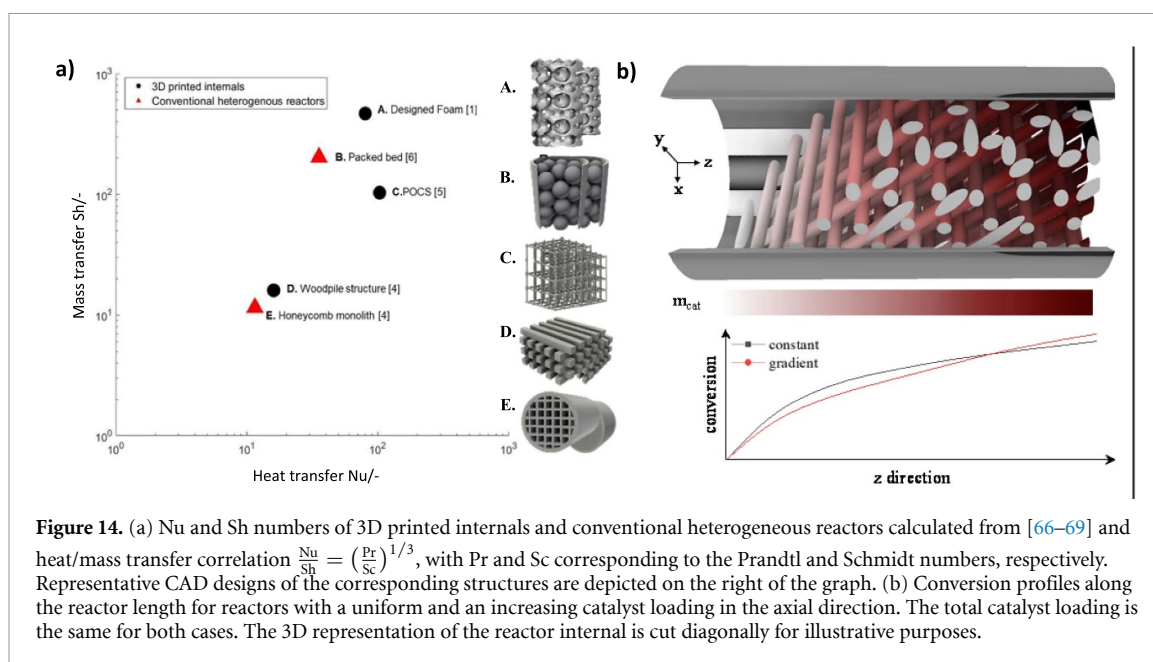 a)
10³
10²
10¹
10⁰
10⁰
10¹
10²
10³
Mass transfer Sh/-
Heat transfer Nu/-
3D printed internals
Conventional heterogenous reactors
A. Designed Foam [1]
B. Packed bed [6]
C.POCS [5]
D. Woodpile structure [4]
E. Honeycomb monolith [4]
A.
B.
C.
D.
E.
b)
y
z
x
m_cat
constant
gradient
conversion
z direction
Figure 14. (a) Nu and Sh numbers of 3D printed internals and conventional heterogeneous reactors calculated from [66–69] and
heat/mass transfer correlation Nu/Sh = (Pr/Sc)^1/3, with Pr and Sc corresponding to the Prandtl and Schmidt numbers, respectively.
Representative CAD designs of the corresponding structures are depicted on the right of the graph. (b) Conversion profiles along
the reactor length for reactors with a uniform and an increasing catalyst loading in the axial direction. The total catalyst loading is
the same for both cases. The 3D representation of the reactor internal is cut diagonally for illustrative purposes.